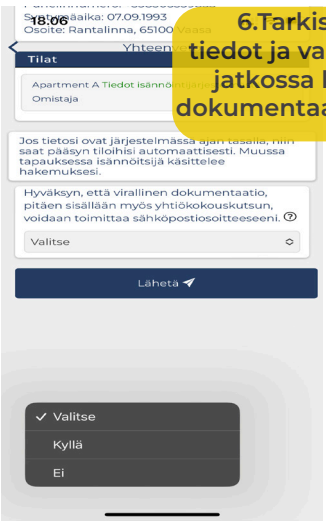 18:06
Syntymäaika: 07.09.1993
Osoite: Rantalinna, 65100 Vaasa
6.Tarkis
tiedot ja va
jatkossa
dokumentaa
Tilat
Apartment A Tiedot isännöitsijäjär
Omistaja
Jos tietosi ovat järjestelmässä ajan tasalla, niin
saat pääsyn tiloihisi automaattisesti. Muussa
tapauksessa isännöitsijä käsittelee
hakemuksesi.
Hyväksyn, että virallinen dokumentaatio,
pitäen sisällään myös yhtiökokouskutsun,
voidaan toimittaa sähköpostiosoitteeseeni.
Valitse
Lähetä
Valitse
Kyllä
Ei